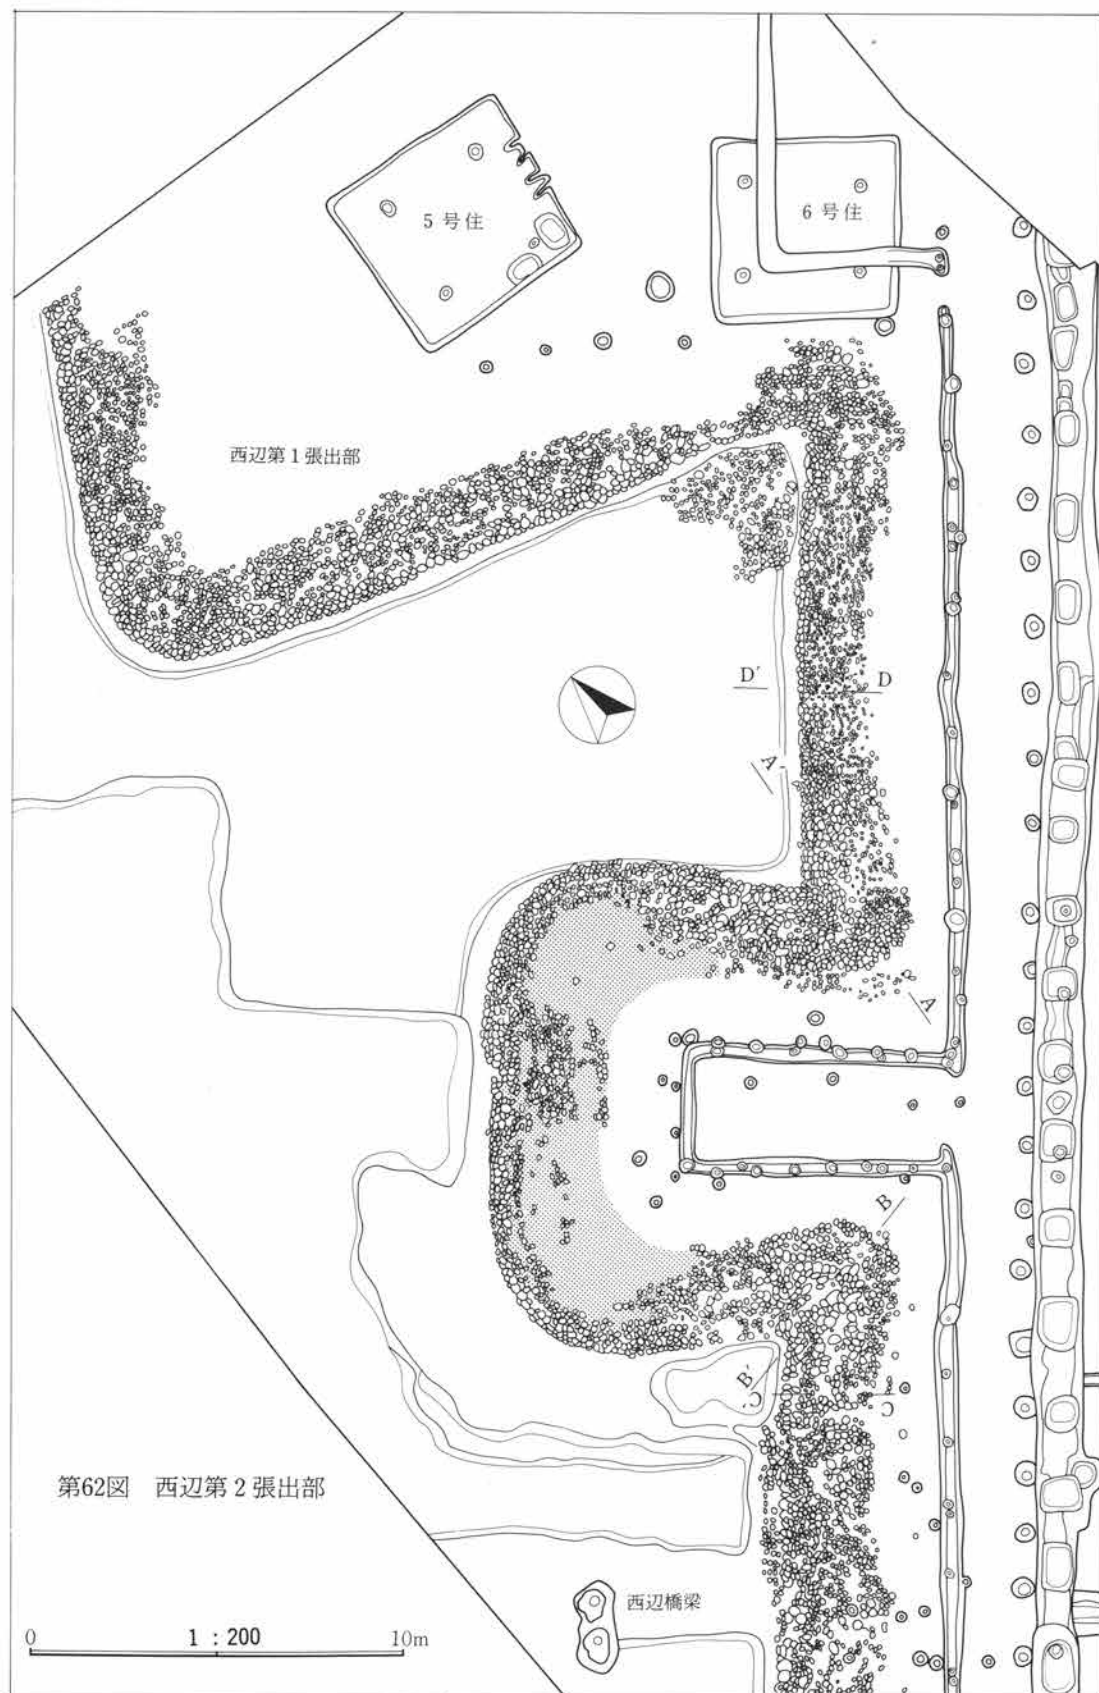 5号住
6号住
西辺第1張出部
D′ D
A′
A
B
B′
C′ C
第62図 西辺第2張出部
西辺橋梁
0 1:200 10m